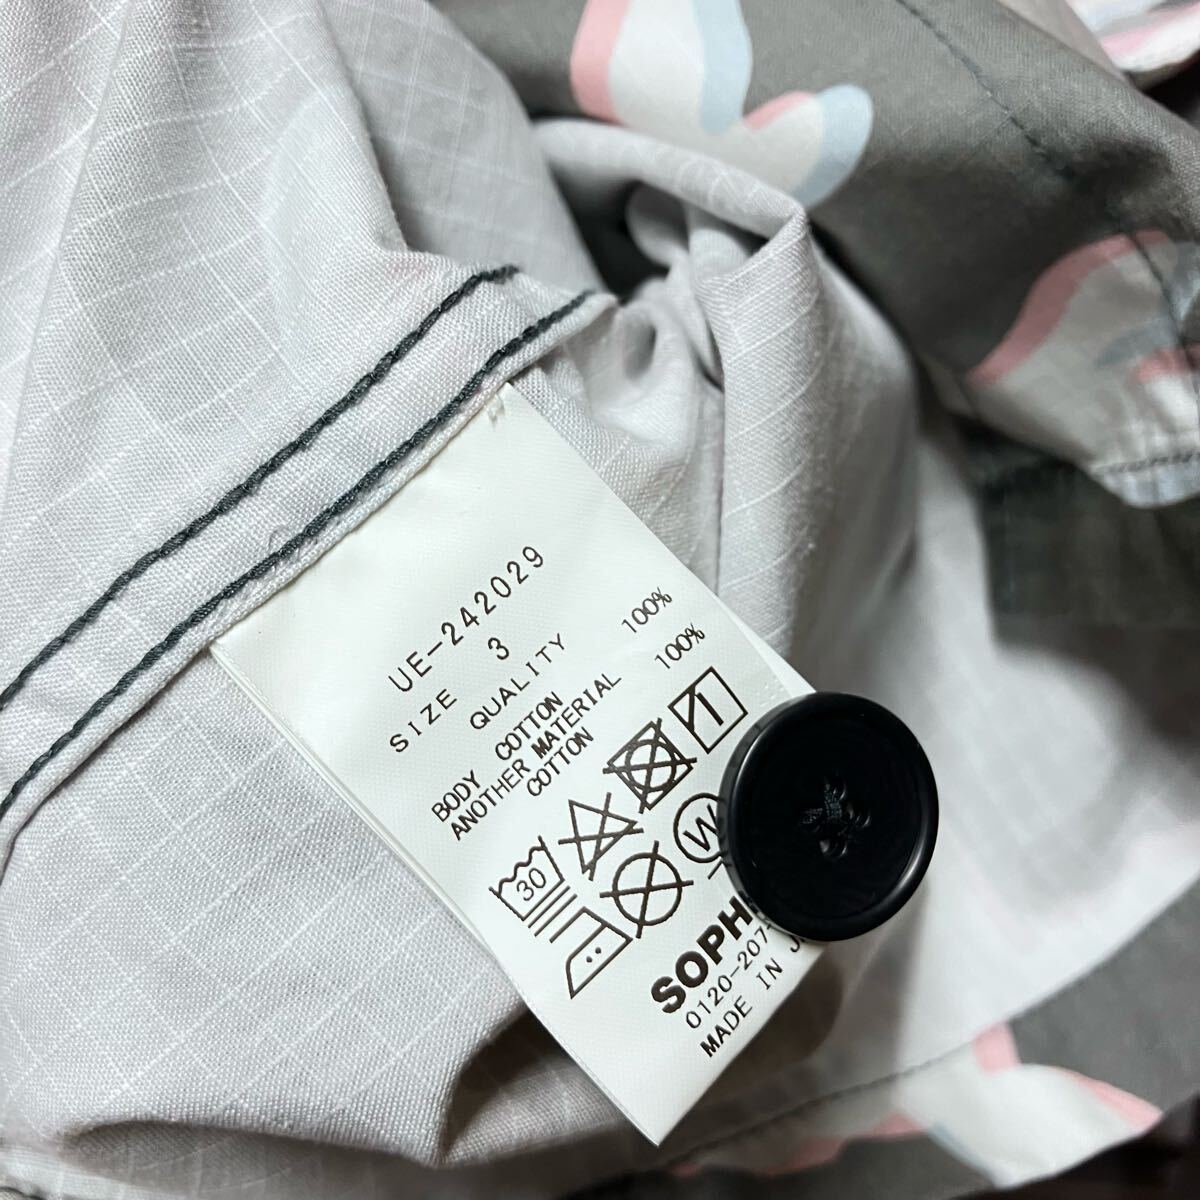 UE-242029
SIZE 3
QUALITY
BODY 100%
COTTON
ANOTHER MATERIAL 100%
COTTON
30
W
SOPH
0120-207
MADE IN